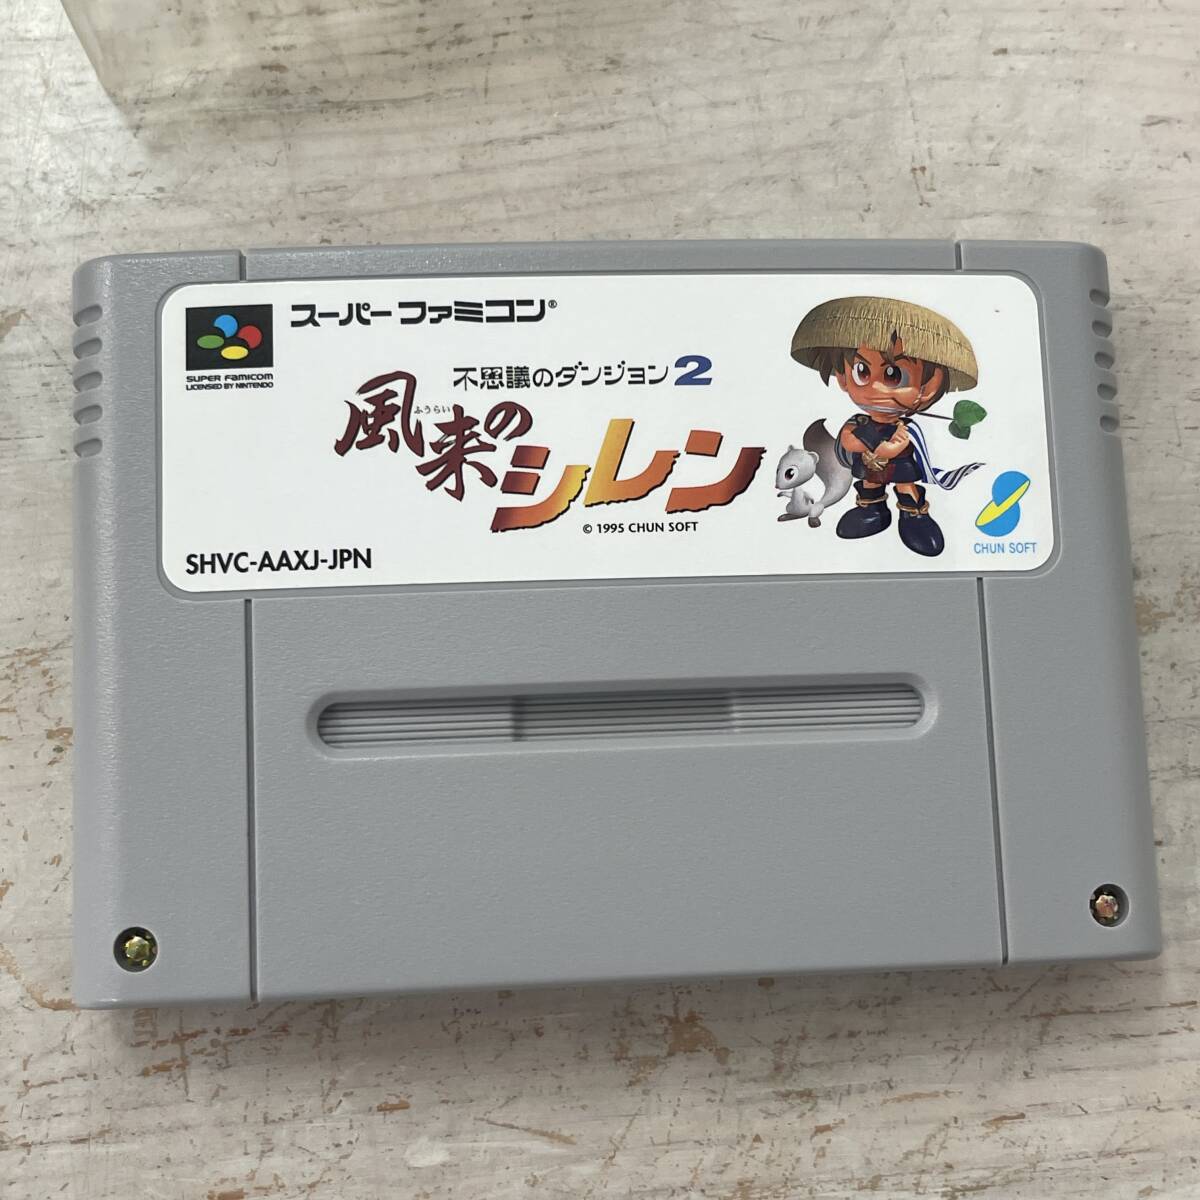 スーパーファミコン®
SUPER FAMICOM
LICENSED BY NINTENDO
不思議のダンジョン2
風来のシレン
ふうらい
© 1995 CHUN SOFT
CHUN SOFT
SHVC-AAXJ-JPN